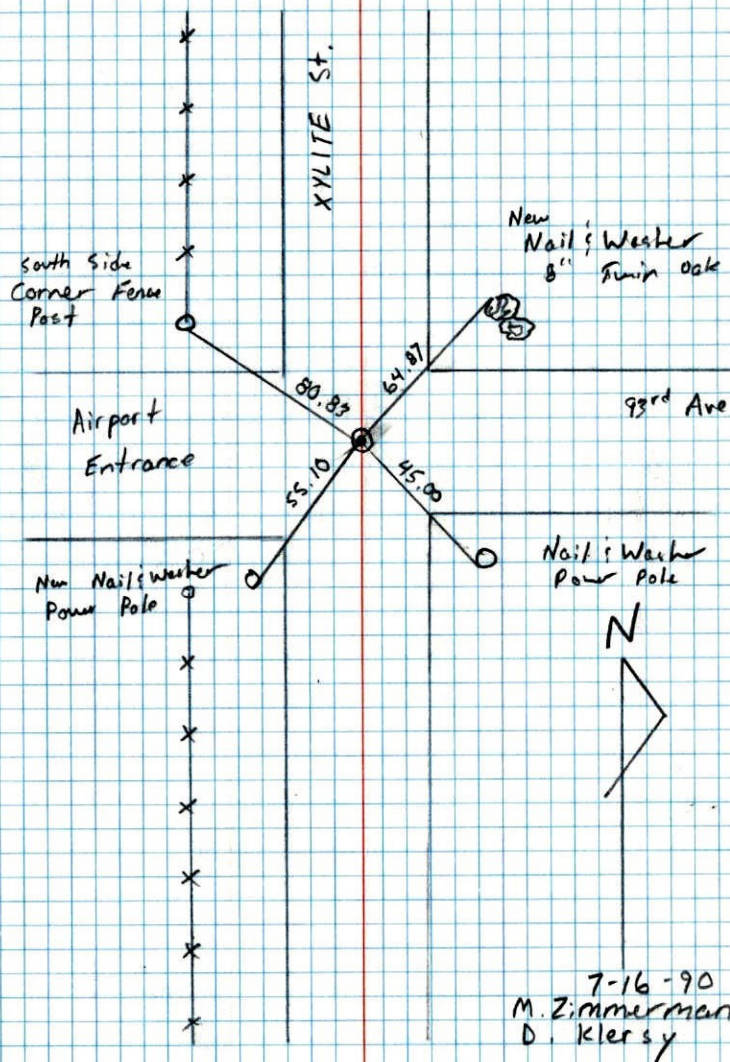 XYLITE St.
New
Nail & Washer
8" Twin Oak
South Side
Corner Fence
Post
80.83
64.87
93rd Ave
Airport
Entrance
55.10
45.00
New Nail & Washer
Power Pole
Nail & Washer
Power Pole
N
7-16-90
M. Zimmerman
D. Klersy